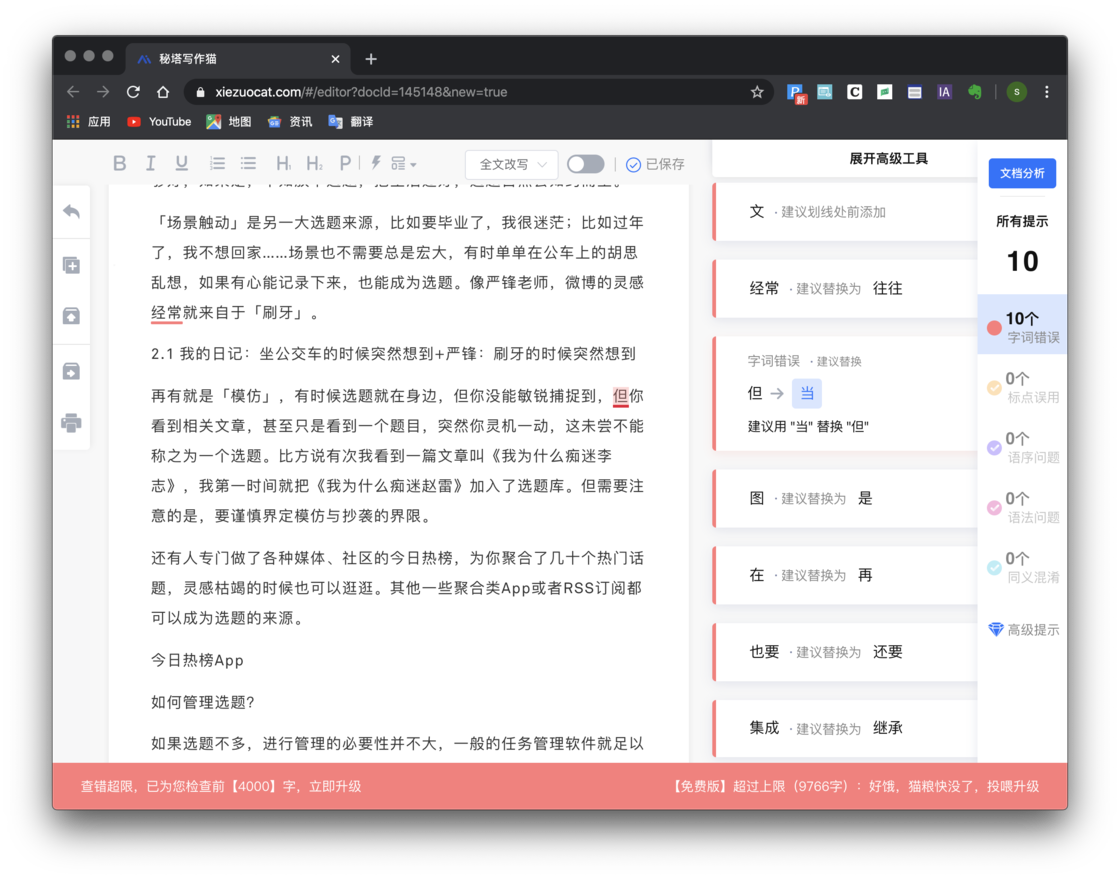 秘塔写作猫
xiezuocat.com/#/editor?docId=145148&new=true
新
IA
s
应用
YouTube
地图
资讯
翻译
B I U H₁ H₂ P
全文改写
已保存
展开高级工具
文档分析
「场景触动」是另一大选题来源，比如要毕业了，我很迷茫；比如过年
了，我不想回家……场景也不需要总是宏大，有时单单在公车上的胡思
乱想，如果有心能记录下来，也能成为选题。像严锋老师，微博的灵感
经常就来自于「刷牙」。
2.1 我的日记：坐公交车的时候突然想到+严锋：刷牙的时候突然想到
再有就是「模仿」，有时候选题就在身边，但你没能敏锐捕捉到，但你
看到相关文章，甚至只是看到一个题目，突然你灵机一动，这未尝不能
称之为一个选题。比方说有次我看到一篇文章叫《我为什么痴迷李
志》，我第一时间就把《我为什么痴迷赵雷》加入了选题库。但需要注
意的是，要谨慎界定模仿与抄袭的界限。
还有人专门做了各种媒体、社区的今日热榜，为你聚合了几十个热门话
题，灵感枯竭的时候也可以逛逛。其他一些聚合类App或者RSS订阅都
可以成为选题的来源。
今日热榜App
如何管理选题?
如果选题不多，进行管理的必要性并不大，一般的任务管理软件就足以
文 · 建议划线处前添加
经常 · 建议替换为 往往
字词错误 · 建议替换
但 → 当
建议用 "当" 替换 "但"
图 · 建议替换为 是
在 · 建议替换为 再
也要 · 建议替换为 还要
集成 · 建议替换为 继承
所有提示
10
10个
字词错误
0个
标点误用
0个
语序问题
0个
语法问题
0个
同义混淆
高级提示
查错超限，已为您检查前【4000】字，立即升级
【免费版】超过上限（9766字）：好饿，猫粮快没了，投喂升级